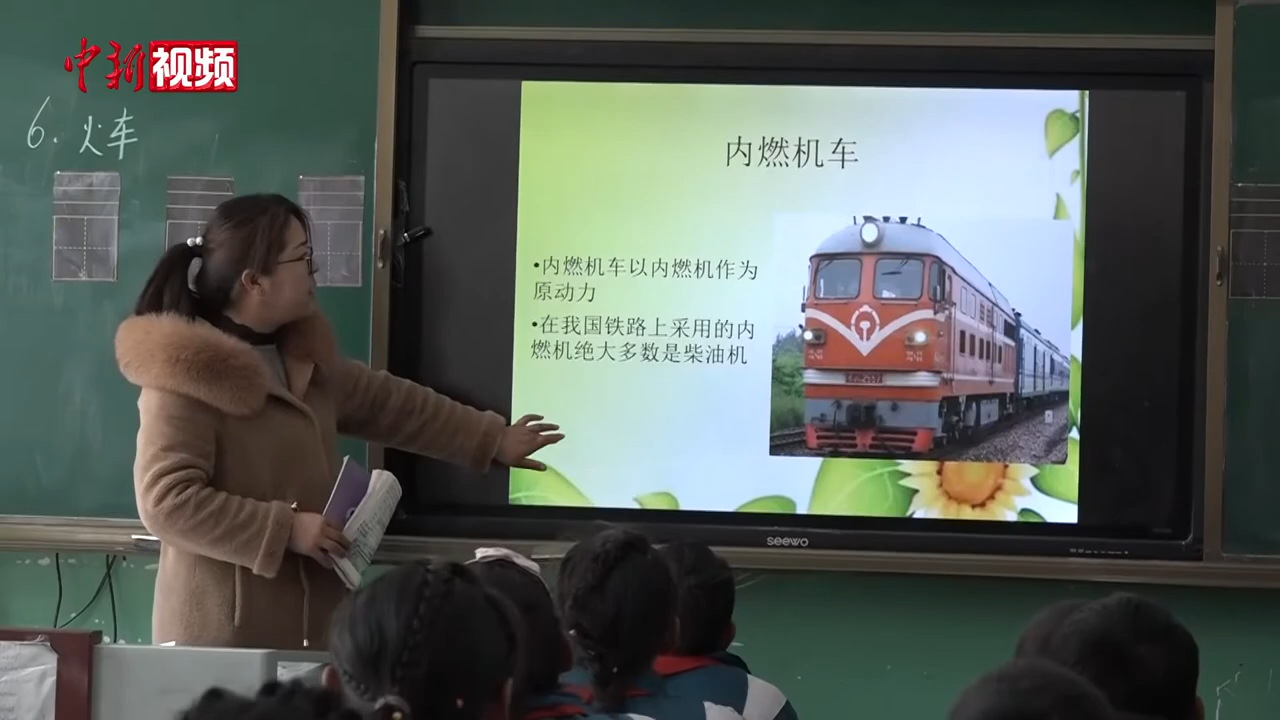 中新视频
6. 火车
内燃机车
•内燃机车以内燃机作为
原动力
•在我国铁路上采用的内
燃机绝大多数是柴油机
seewo